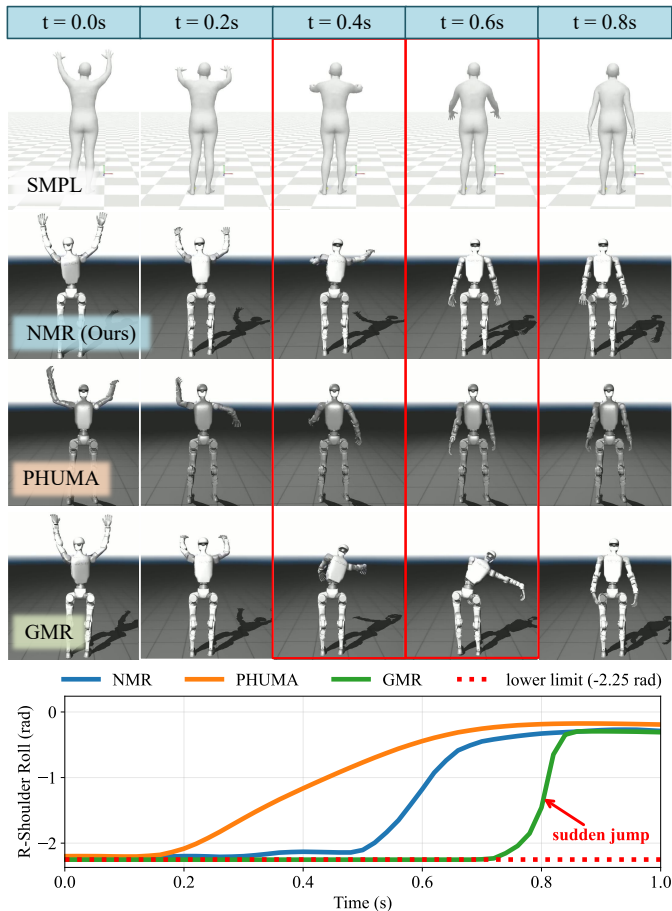 t = 0.0s t = 0.2s t = 0.4s t = 0.6s t = 0.8s
SMPL
NMR (Ours)
PHUMA
GMR
NMR PHUMA GMR lower limit (-2.25 rad)
R-Shoulder Roll (rad)
0
−1
−2
sudden jump
0.0 0.2 0.4 0.6 0.8 1.0
Time (s)